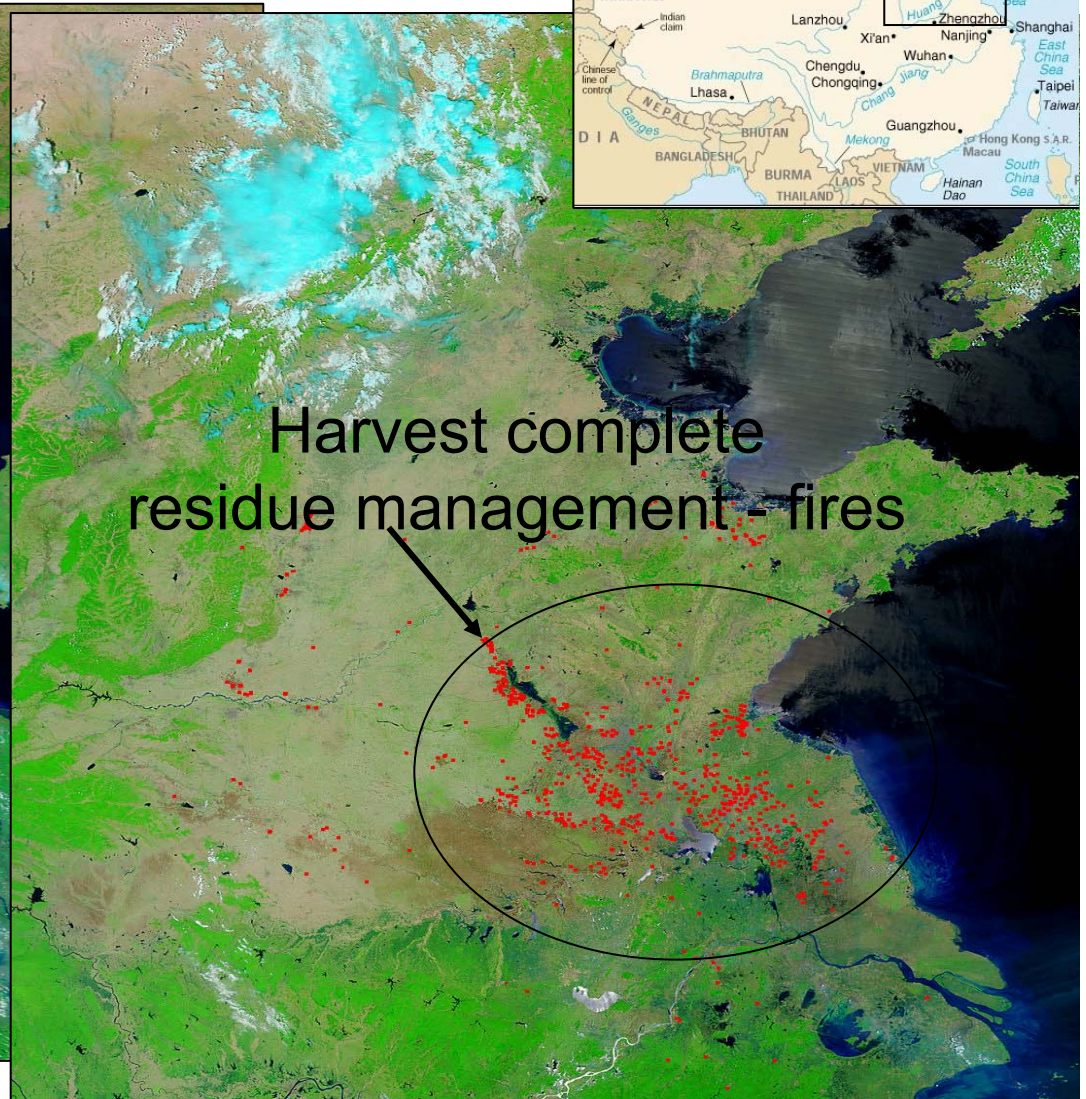 Indian
claim
Chinese
line of
control
Lanzhou
Huang
Zhengzhou
Xi'an
Nanjing
Shanghai
Sea
East
China
Sea
Wuhan
Chengdu
Chongqing
Chang Jiang
Brahmaputra
Lhasa
Taipei
Taiwan
NEPAL
Ganges
BHUTAN
D I A
BANGLADESH
Guangzhou
Hong Kong S.A.R.
Macau
Mekong
BURMA
VIETNAM
LAOS
THAILAND
Hainan
Dao
South
China
Sea
Harvest complete
residue management - fires